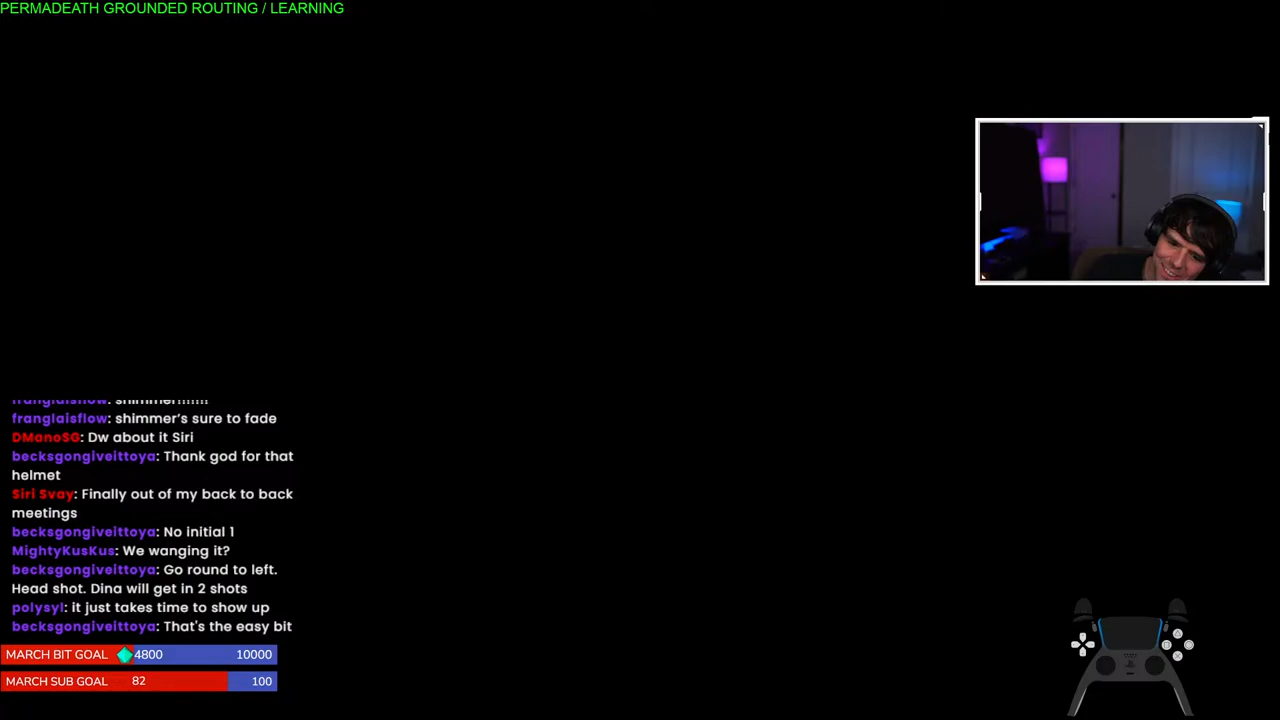 PERMADEATH GROUNDED ROUTING / LEARNING
franglaisflow: shimmer!!!!!!!
franglaisflow: shimmer's sure to fade
DManoSG: Dw about it Siri
becksgongiveittoya: Thank god for that
helmet
Siri Svay: Finally out of my back to back
meetings
becksgongiveittoya: No initial 1
MightyKusKus: We wanging it?
becksgongiveittoya: Go round to left.
Head shot. Dina will get in 2 shots
polysyl: it just takes time to show up
becksgongiveittoya: That's the easy bit
MARCH BIT GOAL 4800 10000
MARCH SUB GOAL 82 100